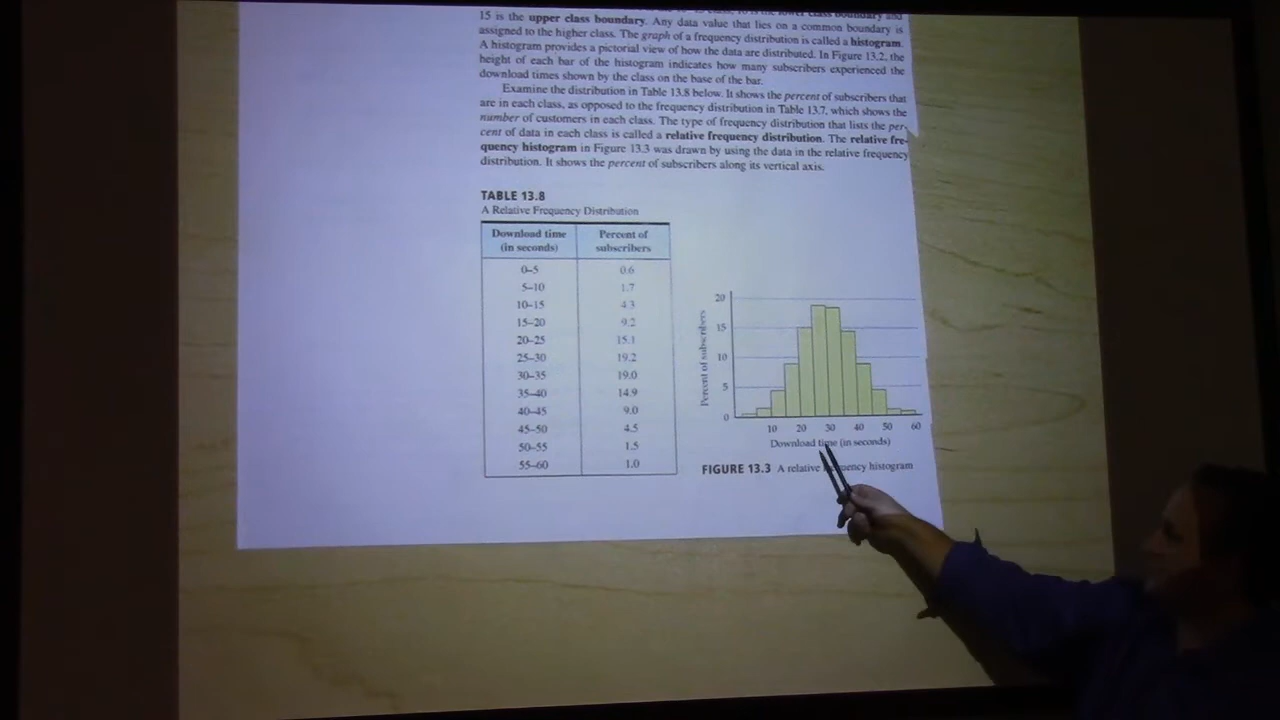 15 is the upper class boundary. Any data value that lies on a common boundary is
assigned to the higher class. The graph of a frequency distribution is called a histogram.
A histogram provides a pictorial view of how the data are distributed. In Figure 13.2, the
height of each bar of the histogram indicates how many subscribers experienced the
download times shown by the class on the base of the bar.
Examine the distribution in Table 13.8 below. It shows the percent of subscribers that
are in each class, as opposed to the frequency distribution in Table 13.7, which shows the
number of customers in each class. The type of frequency distribution that lists the per-
cent of data in each class is called a relative frequency distribution. The relative fre-
quency histogram in Figure 13.3 was drawn by using the data in the relative frequency
distribution. It shows the percent of subscribers along its vertical axis.
TABLE 13.8
A Relative Frequency Distribution
Download time Percent of
(in seconds) subscribers
0–5 0.6
5–10 1.7
10–15 4.3
15–20 9.2
20–25 15.1
25–30 19.2
30–35 19.0
35–40 14.9
40–45 9.0
45–50 4.5
50–55 1.5
55–60 1.0
Percent of subscribers
20
15
10
5
0
10 20 30 40 50 60
Download time (in seconds)
FIGURE 13.3 A relative histogram